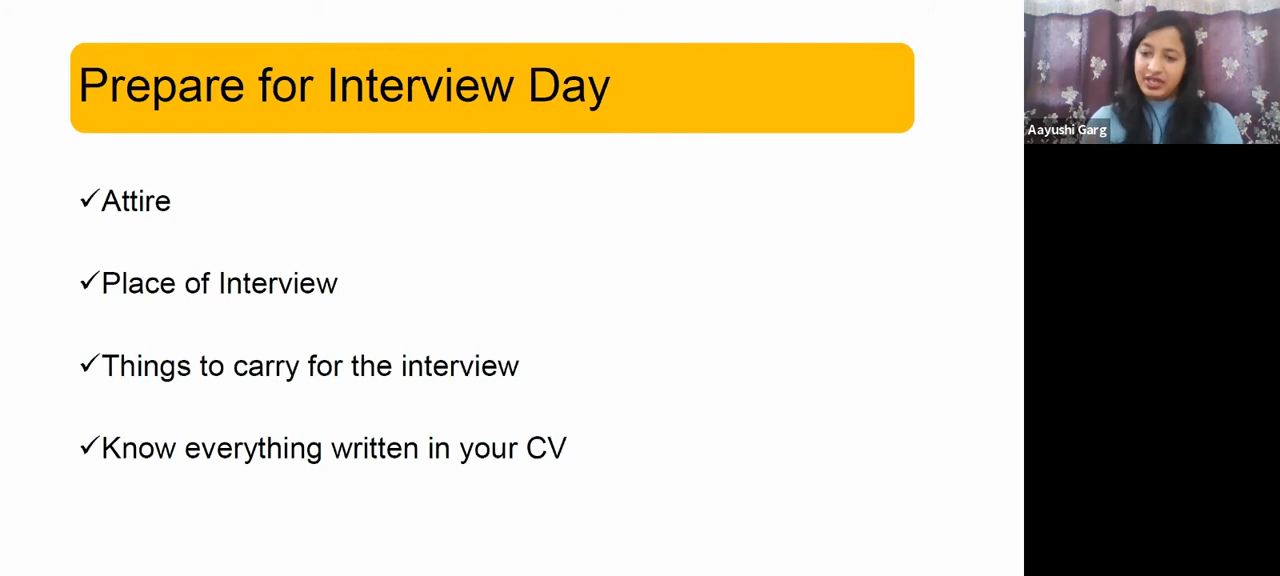 Prepare for Interview Day
✓Attire
✓Place of Interview
✓Things to carry for the interview
✓Know everything written in your CV
Aayushi Garg